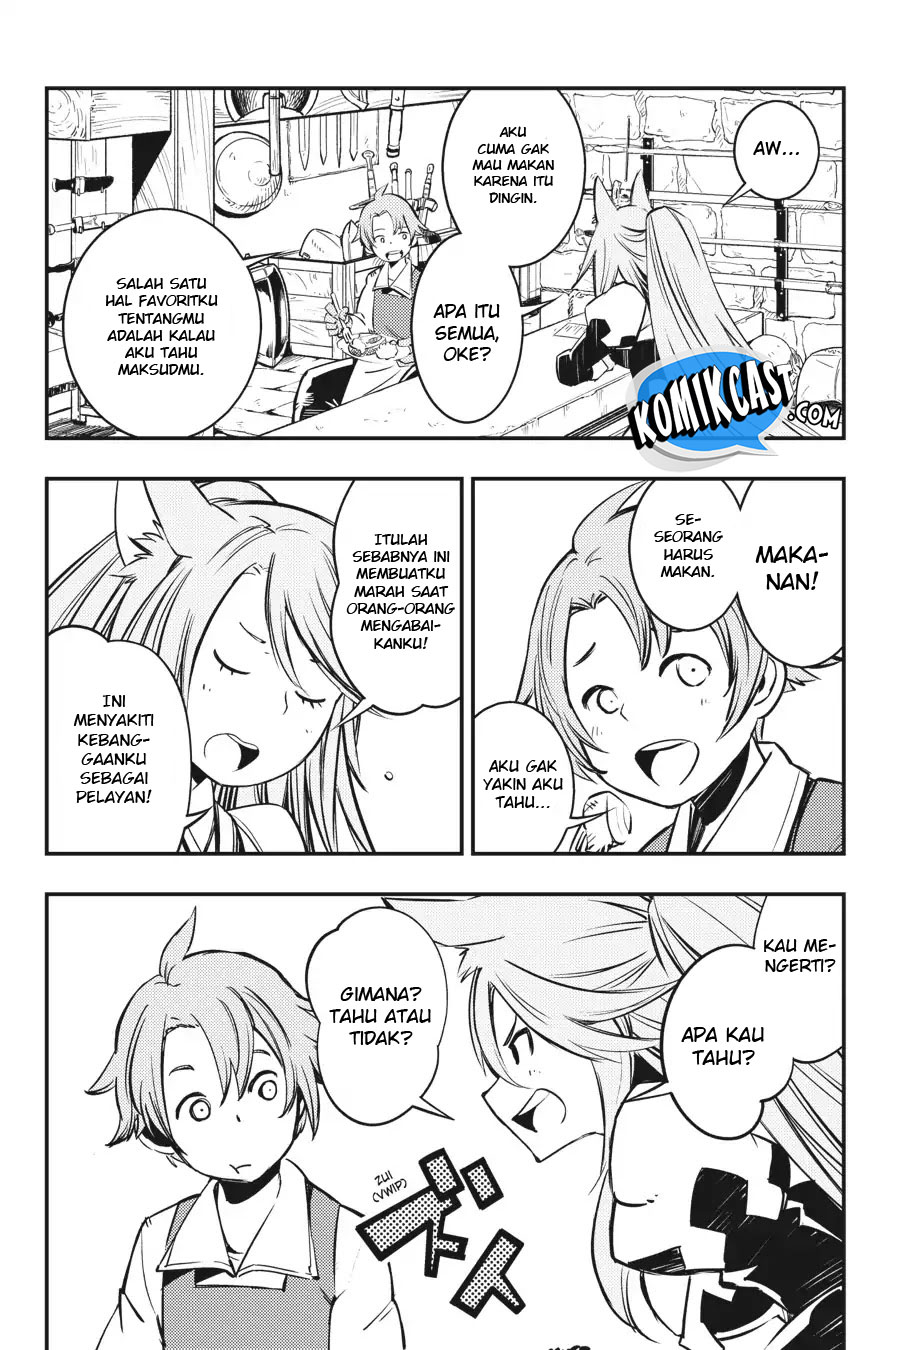 AW...
AKU
CUMA GAK
MAU MAKAN
KARENA ITU
DINGIN.
APA ITU
SEMUA,
OKE?
SALAH SATU
HAL FAVORITKU
TENTANGMU
ADALAH KALAU
AKU TAHU
MAKSUDMU.
KOMIKCAST
.COM
MAKA-
NAN!
SE-
SEORANG
HARUS
MAKAN.
AKU GAK
YAKIN AKU
TAHU...
ITULAH
SEBABNYA INI
MEMBUATKU
MARAH SAAT
ORANG-ORANG
MENGABAI-
KANKU!
INI
MENYAKITI
KEBANG-
GAANKU
SEBAGAI
PELAYAN!
KAU ME-
NGERTI?
APA KAU
TAHU?
GIMANA?
TAHU ATAU
TIDAK?
ZUI
(VWIP)
ズイ